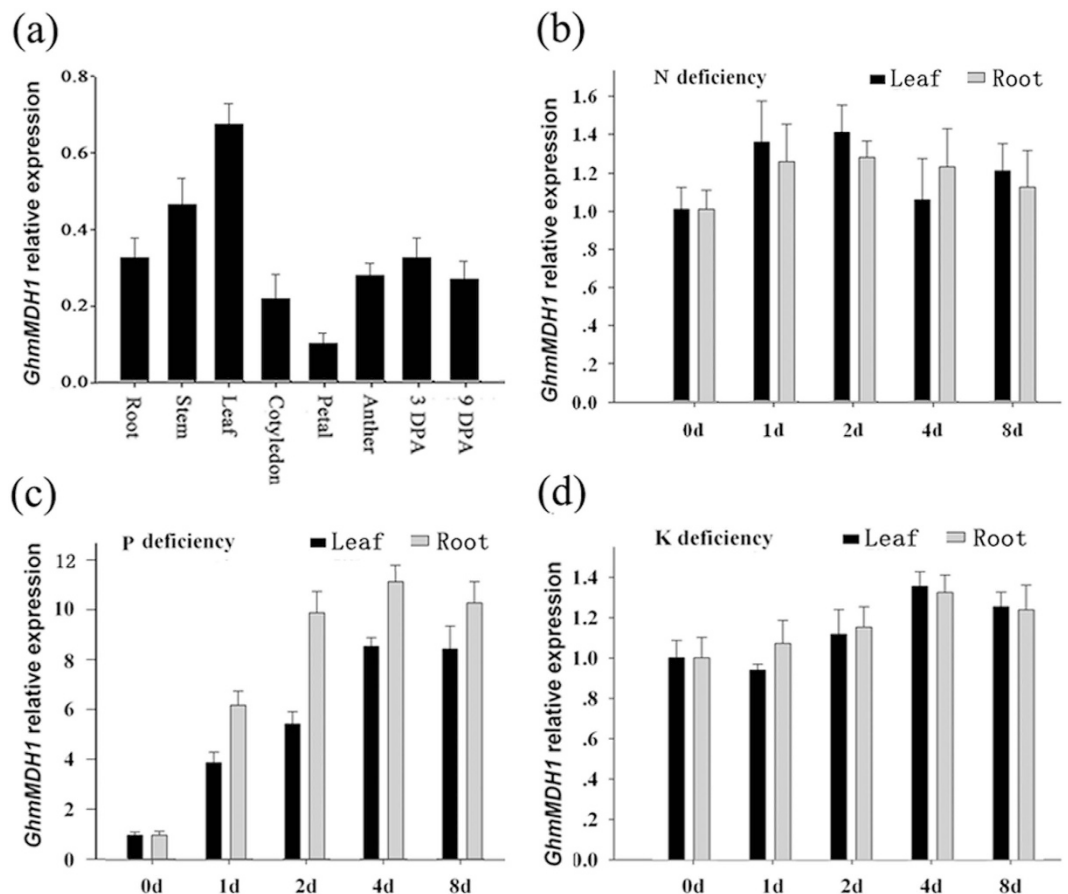 (a)
GhmMDH1 relative expression
0.8
0.6
0.4
0.2
0.0
Root
Stem
Leaf
Cotyledon
Petal
Anther
3 DPA
9 DPA
(b)
N deficiency
Leaf
Root
GhmMDH1 relative expression
1.6
1.4
1.2
1.0
.8
.6
.4
.2
0.0
0d 1d 2d 4d 8d
(c)
P deficiency
Leaf
Root
GhmMDH1 relative expression
12
10
8
6
4
2
0
0d 1d 2d 4d 8d
(d)
K deficiency
Leaf
Root
GhmMDH1 relative expression
1.4
1.2
1.0
.8
.6
.4
.2
0.0
0d 1d 2d 4d 8d